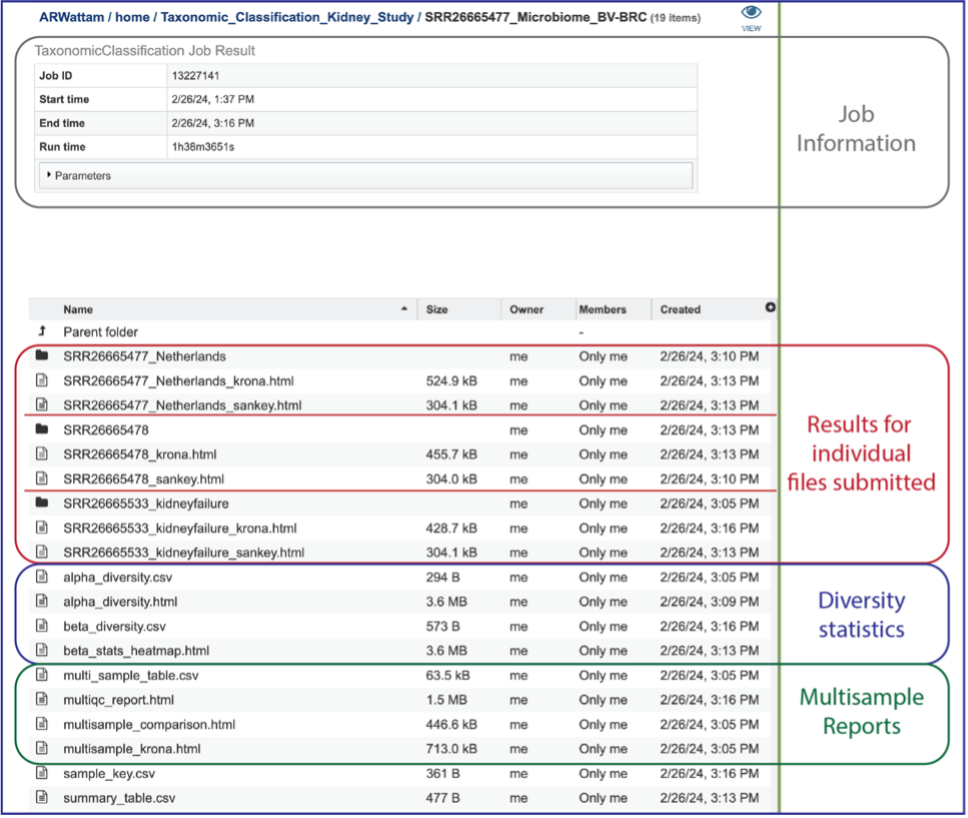 ARWattam / home / Taxonomic_Classification_Kidney_Study / SRR26665477_Microbiome_BV-BRC (19 items)
VIEW
TaxonomicClassification Job Result
Job ID 13227141
Start time 2/26/24, 1:37 PM
End time 2/26/24, 3:16 PM
Run time 1h38m3651s
Parameters
Job
Information
Name Size Owner Members Created
Parent folder -
SRR26665477_Netherlands me Only me 2/26/24, 3:10 PM
SRR26665477_Netherlands_krona.html 524.9 kB me Only me 2/26/24, 3:13 PM
SRR26665477_Netherlands_sankey.html 304.1 kB me Only me 2/26/24, 3:13 PM
SRR26665478 me Only me 2/26/24, 3:13 PM
SRR26665478_krona.html 455.7 kB me Only me 2/26/24, 3:13 PM
SRR26665478_sankey.html 304.0 kB me Only me 2/26/24, 3:10 PM
SRR26665533_kidneyfailure me Only me 2/26/24, 3:05 PM
SRR26665533_kidneyfailure_krona.html 428.7 kB me Only me 2/26/24, 3:16 PM
SRR26665533_kidneyfailure_sankey.html 304.1 kB me Only me 2/26/24, 3:13 PM
Results for
individual
files submitted
alpha_diversity.csv 294 B me Only me 2/26/24, 3:05 PM
alpha_diversity.html 3.6 MB me Only me 2/26/24, 3:09 PM
beta_diversity.csv 573 B me Only me 2/26/24, 3:16 PM
beta_stats_heatmap.html 3.6 MB me Only me 2/26/24, 3:13 PM
Diversity
statistics
multi_sample_table.csv 63.5 kB me Only me 2/26/24, 3:05 PM
multiqc_report.html 1.5 MB me Only me 2/26/24, 3:16 PM
multisample_comparison.html 446.6 kB me Only me 2/26/24, 3:05 PM
multisample_krona.html 713.0 kB me Only me 2/26/24, 3:05 PM
Multisample
Reports
sample_key.csv 361 B me Only me 2/26/24, 3:16 PM
summary_table.csv 477 B me Only me 2/26/24, 3:13 PM